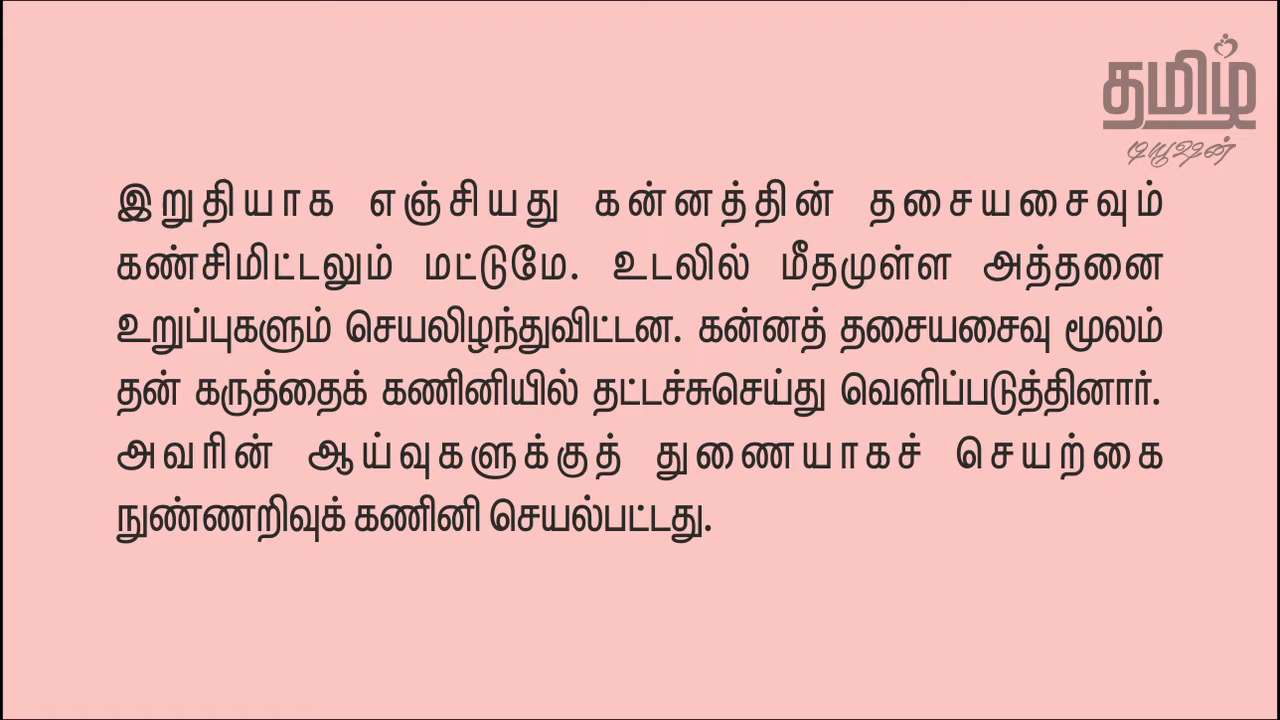 தமிழ்
டியூஷன்
இறுதியாக எஞ்சியது கன்னத்தின் தசையசைவும்
கண்சிமிட்டலும் மட்டுமே. உடலில் மீதமுள்ள அத்தனை
உறுப்புகளும் செயலிழந்துவிட்டன. கன்னத் தசையசைவு மூலம்
தன் கருத்தைக் கணினியில் தட்டச்சுசெய்து வெளிப்படுத்தினார்.
அவரின் ஆய்வுகளுக்குத் துணையாகச் செயற்கை
நுண்ணறிவுக் கணினி செயல்பட்டது.